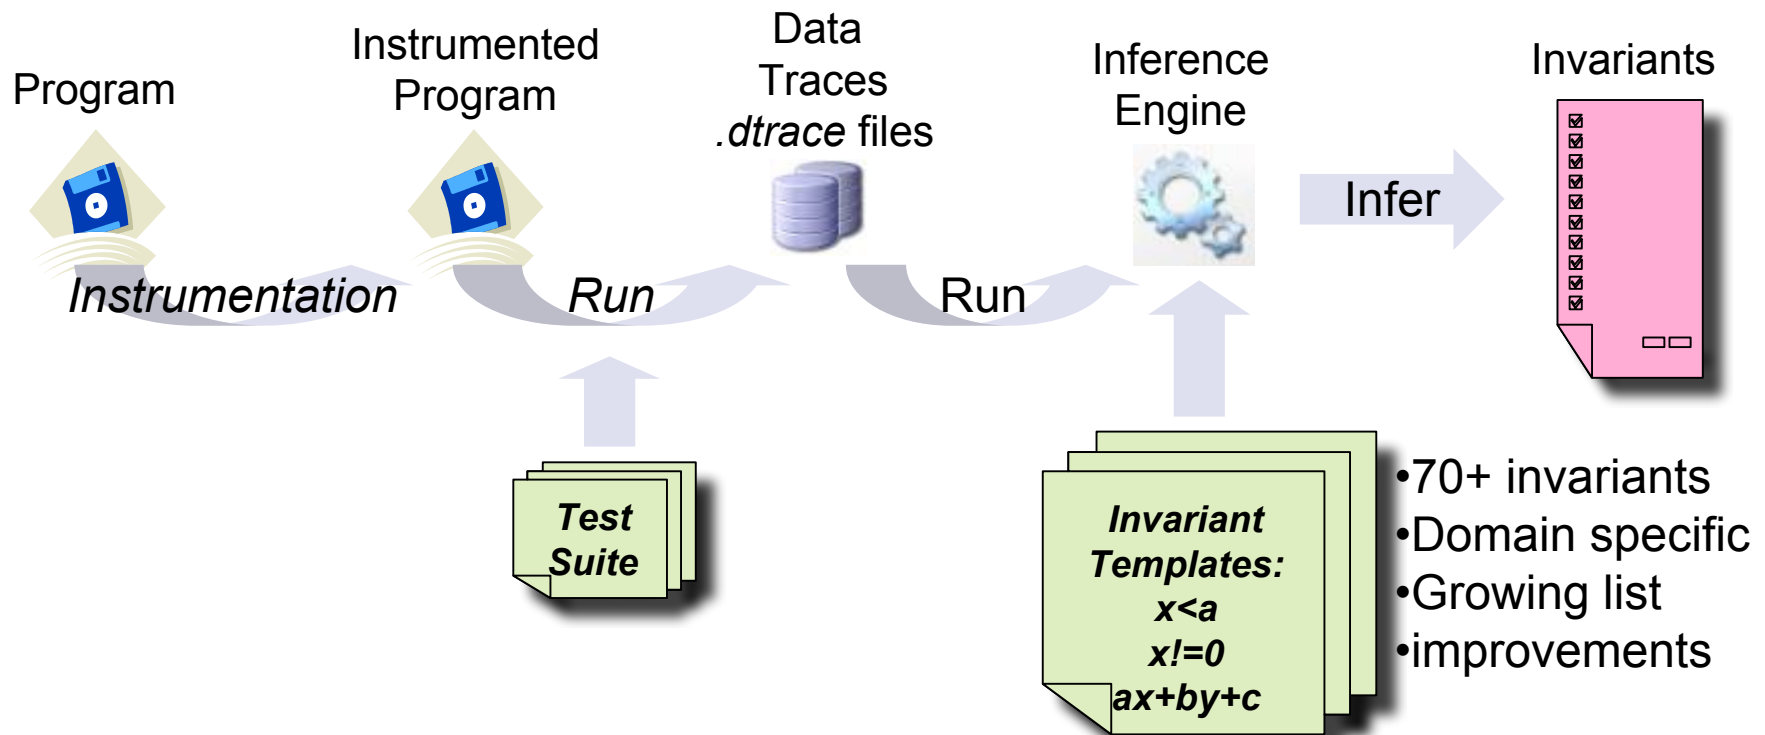 Program
Instrumented
Program
Data
Traces
.dtrace files
Inference
Engine
Invariants
Instrumentation
Run
Run
Infer
Test
Suite
Invariant
Templates:
x<a
x!=0
ax+by+c
•70+ invariants
•Domain specific
•Growing list
•improvements